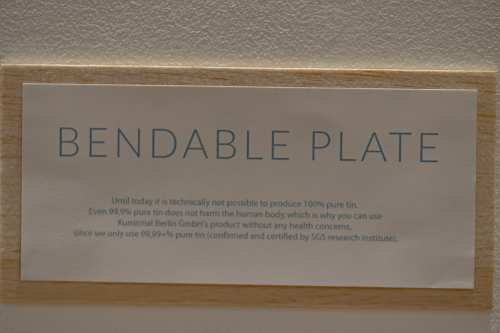 BENDABLE PLATE
Until today it is technically not possible to produce 100% pure tin.
Even 99,9% pure tin does not harm the human body, which is why you can use
Kunstrial Berlin GmbH's product without any health concerns,
since we only use 99,99+% pure tin (confirmed and certified by SGS research institute).